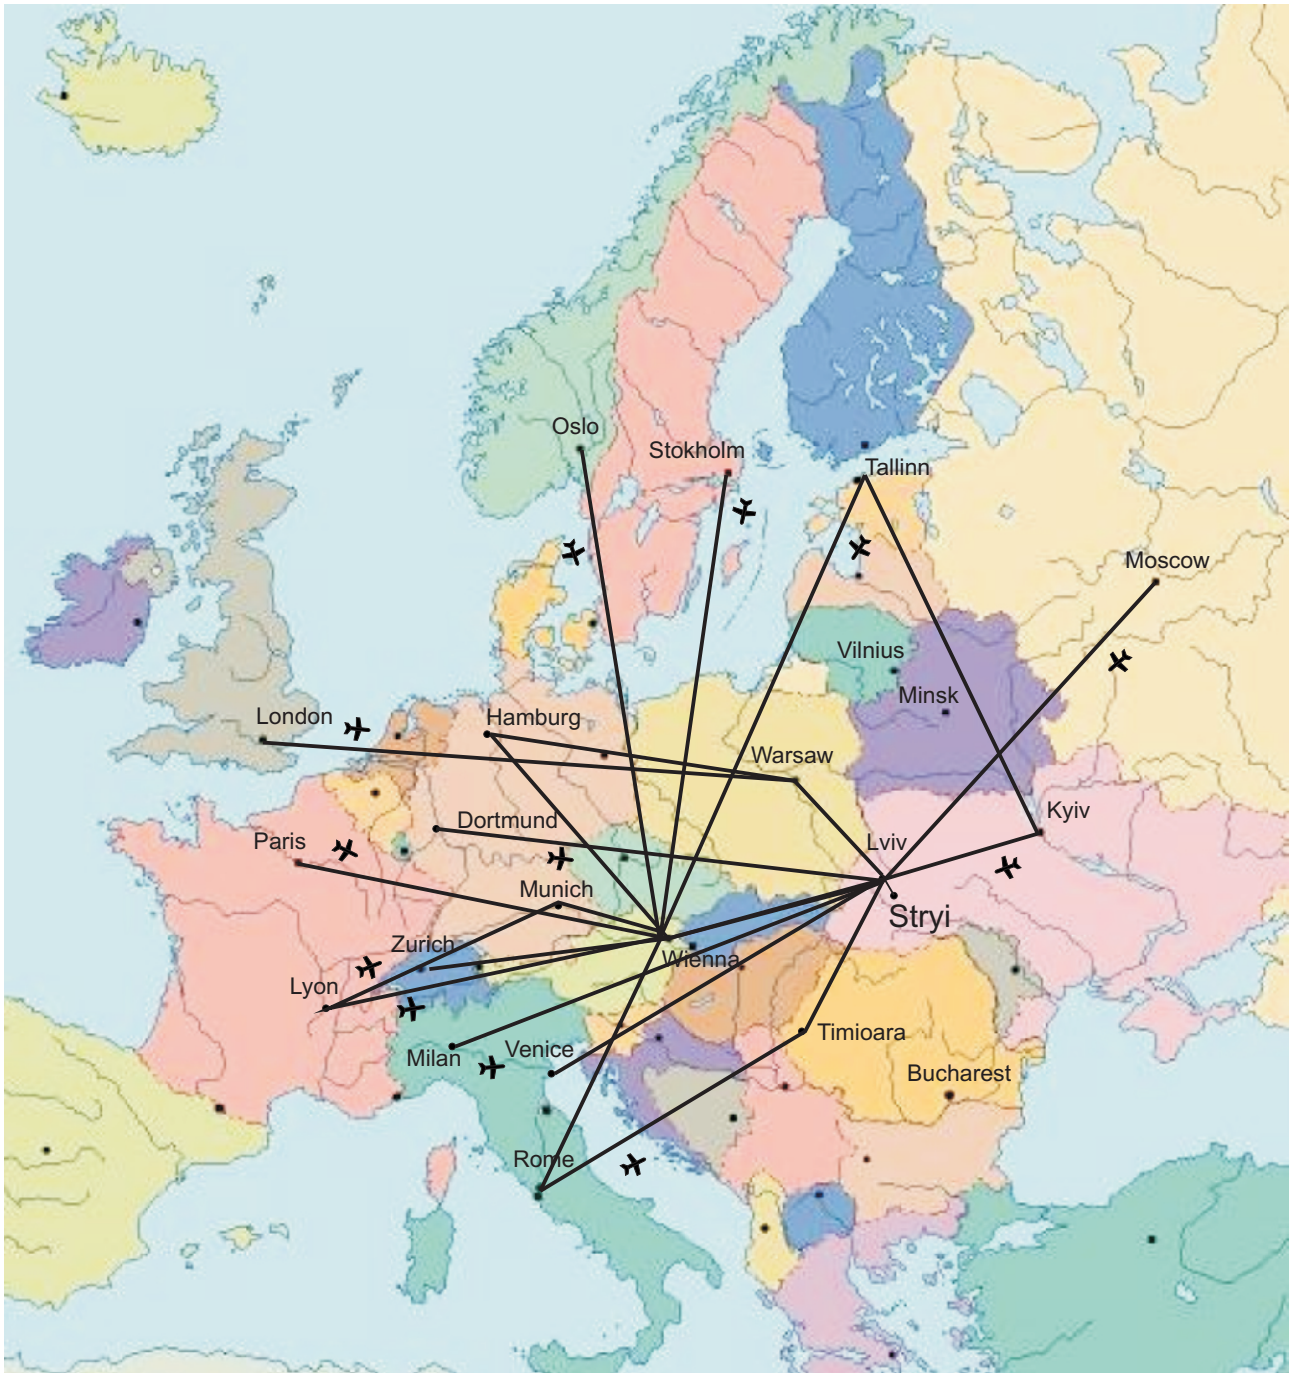 Oslo
Stokholm
Tallinn
Moscow
Vilnius
Minsk
London
Hamburg
Warsaw
Kyiv
Dortmund
Paris
Lviv
Munich
Stryi
Zurich
Wienna
Lyon
Timioara
Milan
Venice
Bucharest
Rome